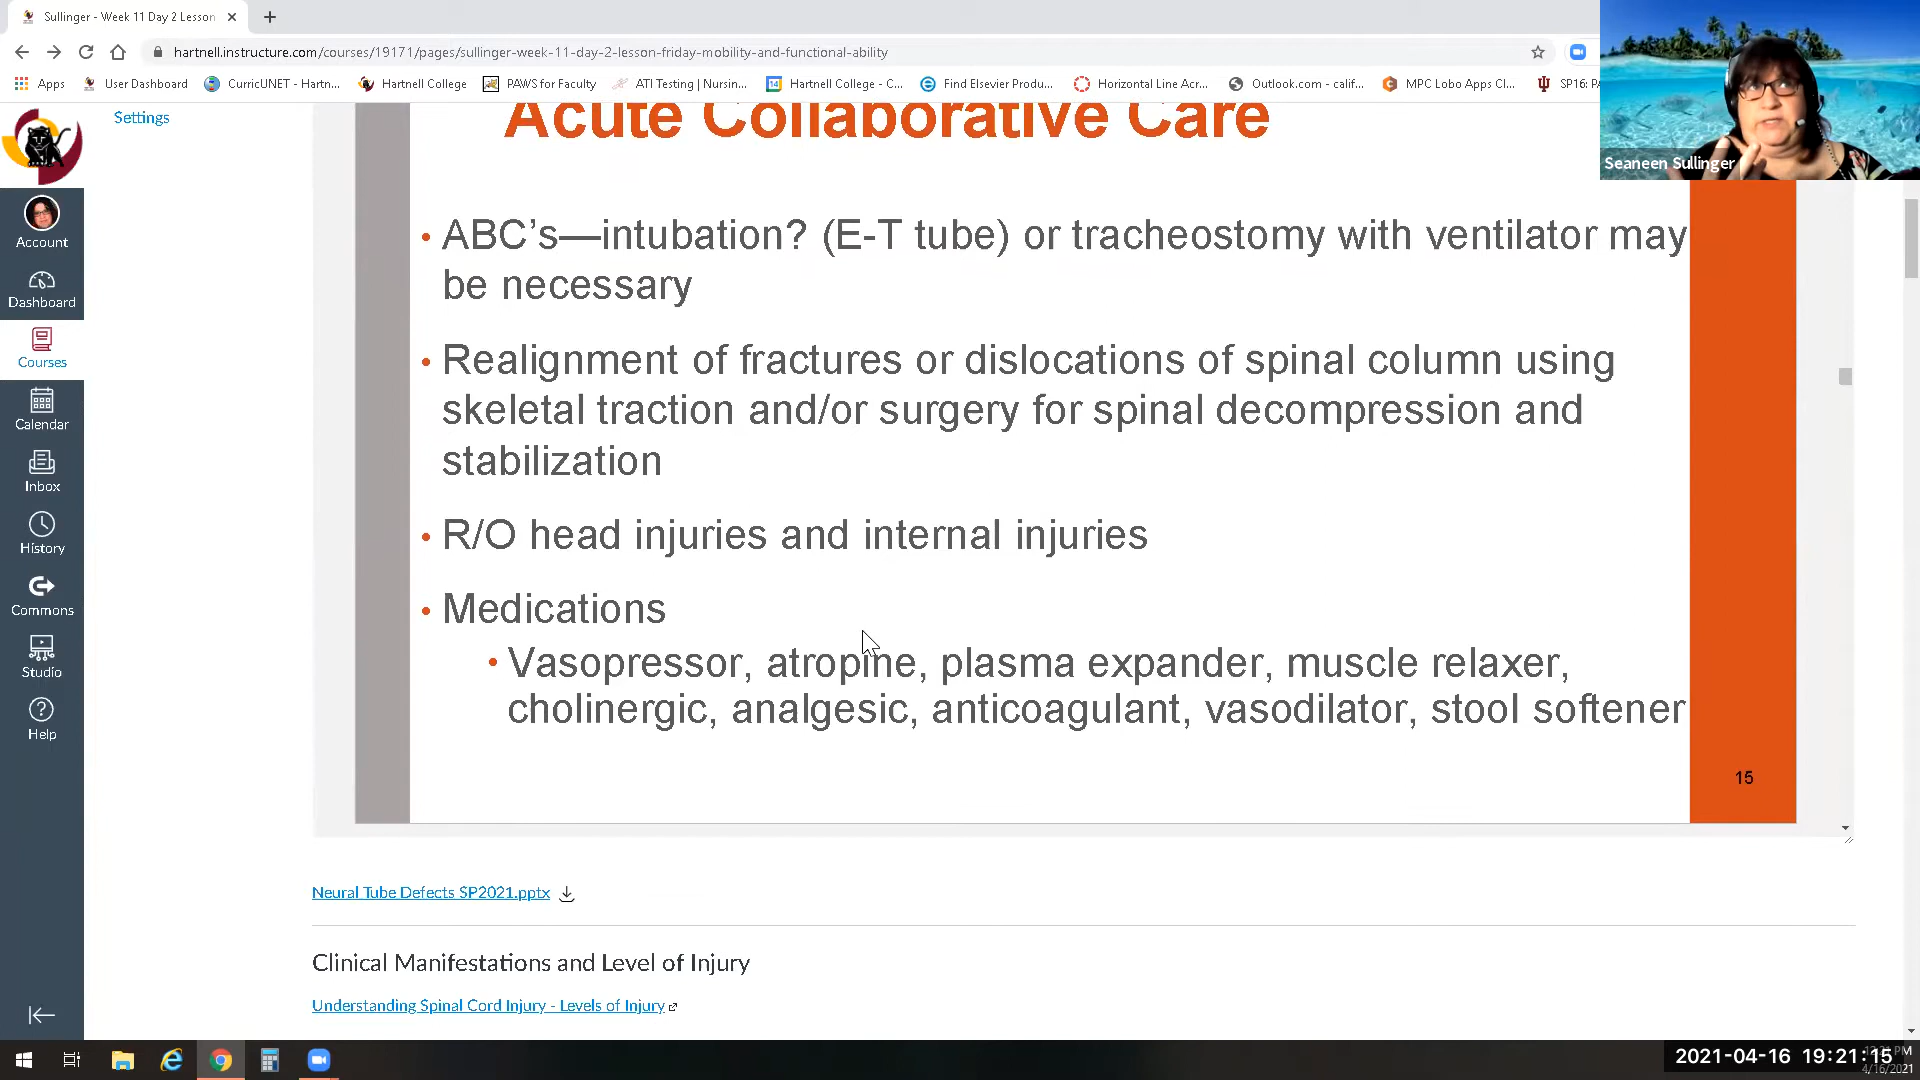 Sullinger - Week 11 Day 2 Lesson
hartnell.instructure.com/courses/19171/pages/sullinger-week-11-day-2-lesson-friday-mobility-and-functional-ability
Apps User Dashboard CurricUNET - Hartn... Hartnell College PAWS for Faculty ATI Testing | Nursin... Hartnell College - C... Find Elsevier Produ... Horizontal Line Acr... Outlook.com - calif... MPC Lobo Apps Cl... SP16:
Seaneen Sullinger
Settings
Account
Dashboard
Courses
Calendar
Inbox
History
Commons
Studio
Help
Acute Collaborative Care
• ABC’s—intubation? (E-T tube) or tracheostomy with ventilator may
be necessary
• Realignment of fractures or dislocations of spinal column using
skeletal traction and/or surgery for spinal decompression and
stabilization
• R/O head injuries and internal injuries
• Medications
• Vasopressor, atropine, plasma expander, muscle relaxer,
cholinergic, analgesic, anticoagulant, vasodilator, stool softener
15
Neural Tube Defects SP2021.pptx
Clinical Manifestations and Level of Injury
Understanding Spinal Cord Injury - Levels of Injury
2021-04-16 19:21:15
4/16/2021